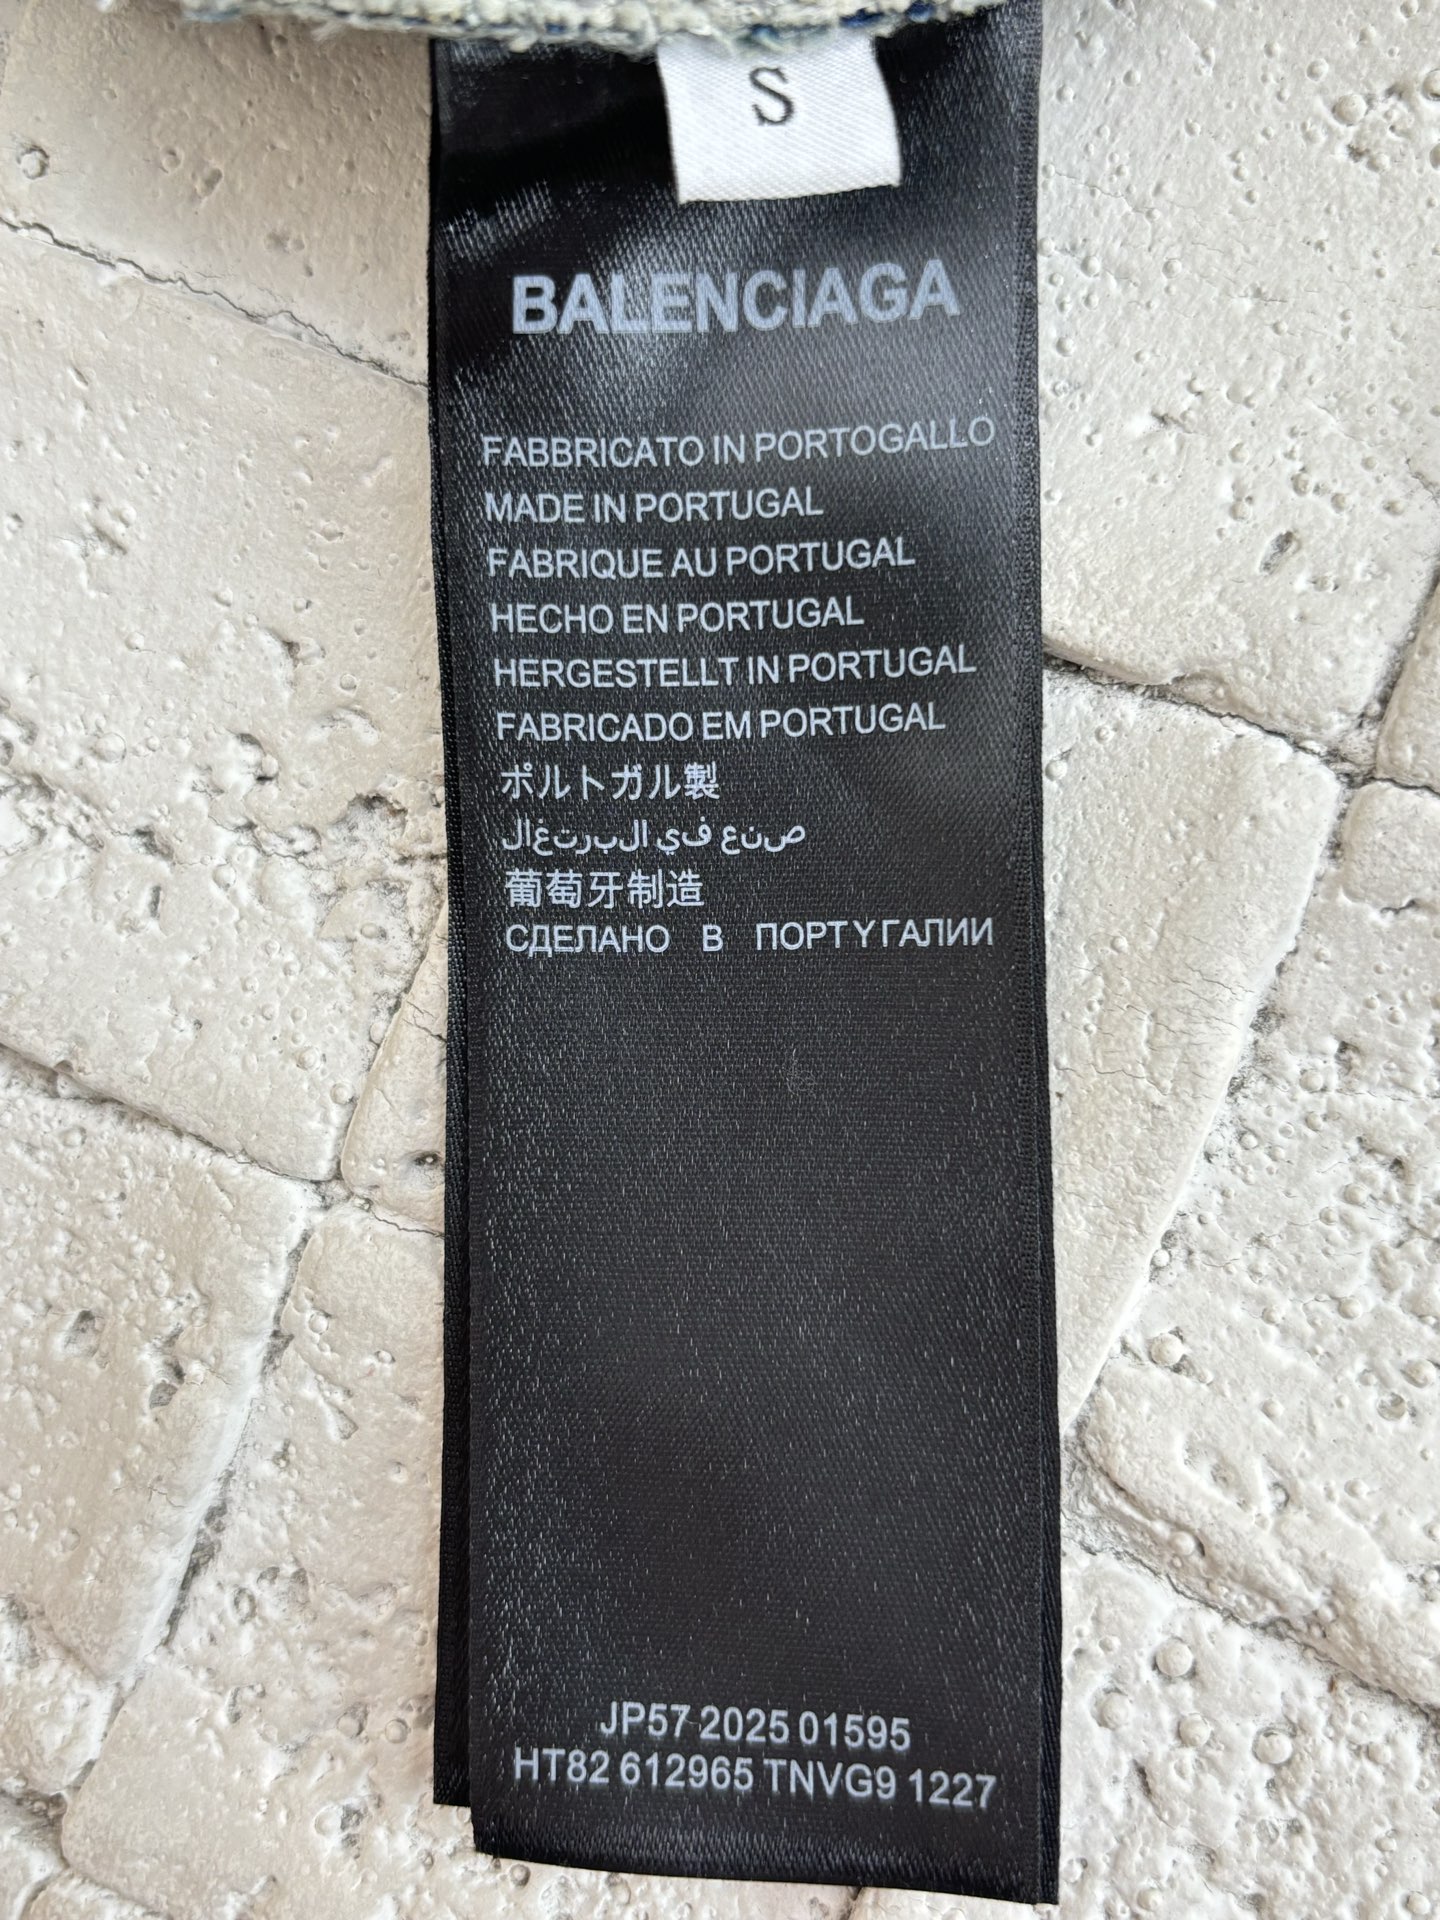 S
BALENCIAGA
FABBRICATO IN PORTOGALLO
MADE IN PORTUGAL
FABRIQUE AU PORTUGAL
HECHO EN PORTUGAL
HERGESTELLT IN PORTUGAL
FABRICADO EM PORTUGAL
ポルトガル製
صنع في البرتغال
葡萄牙制造
СДЕЛАНО В ПОРТYГАЛИИ
JP57 2025 01595
HT82 612965 TNVG9 1227